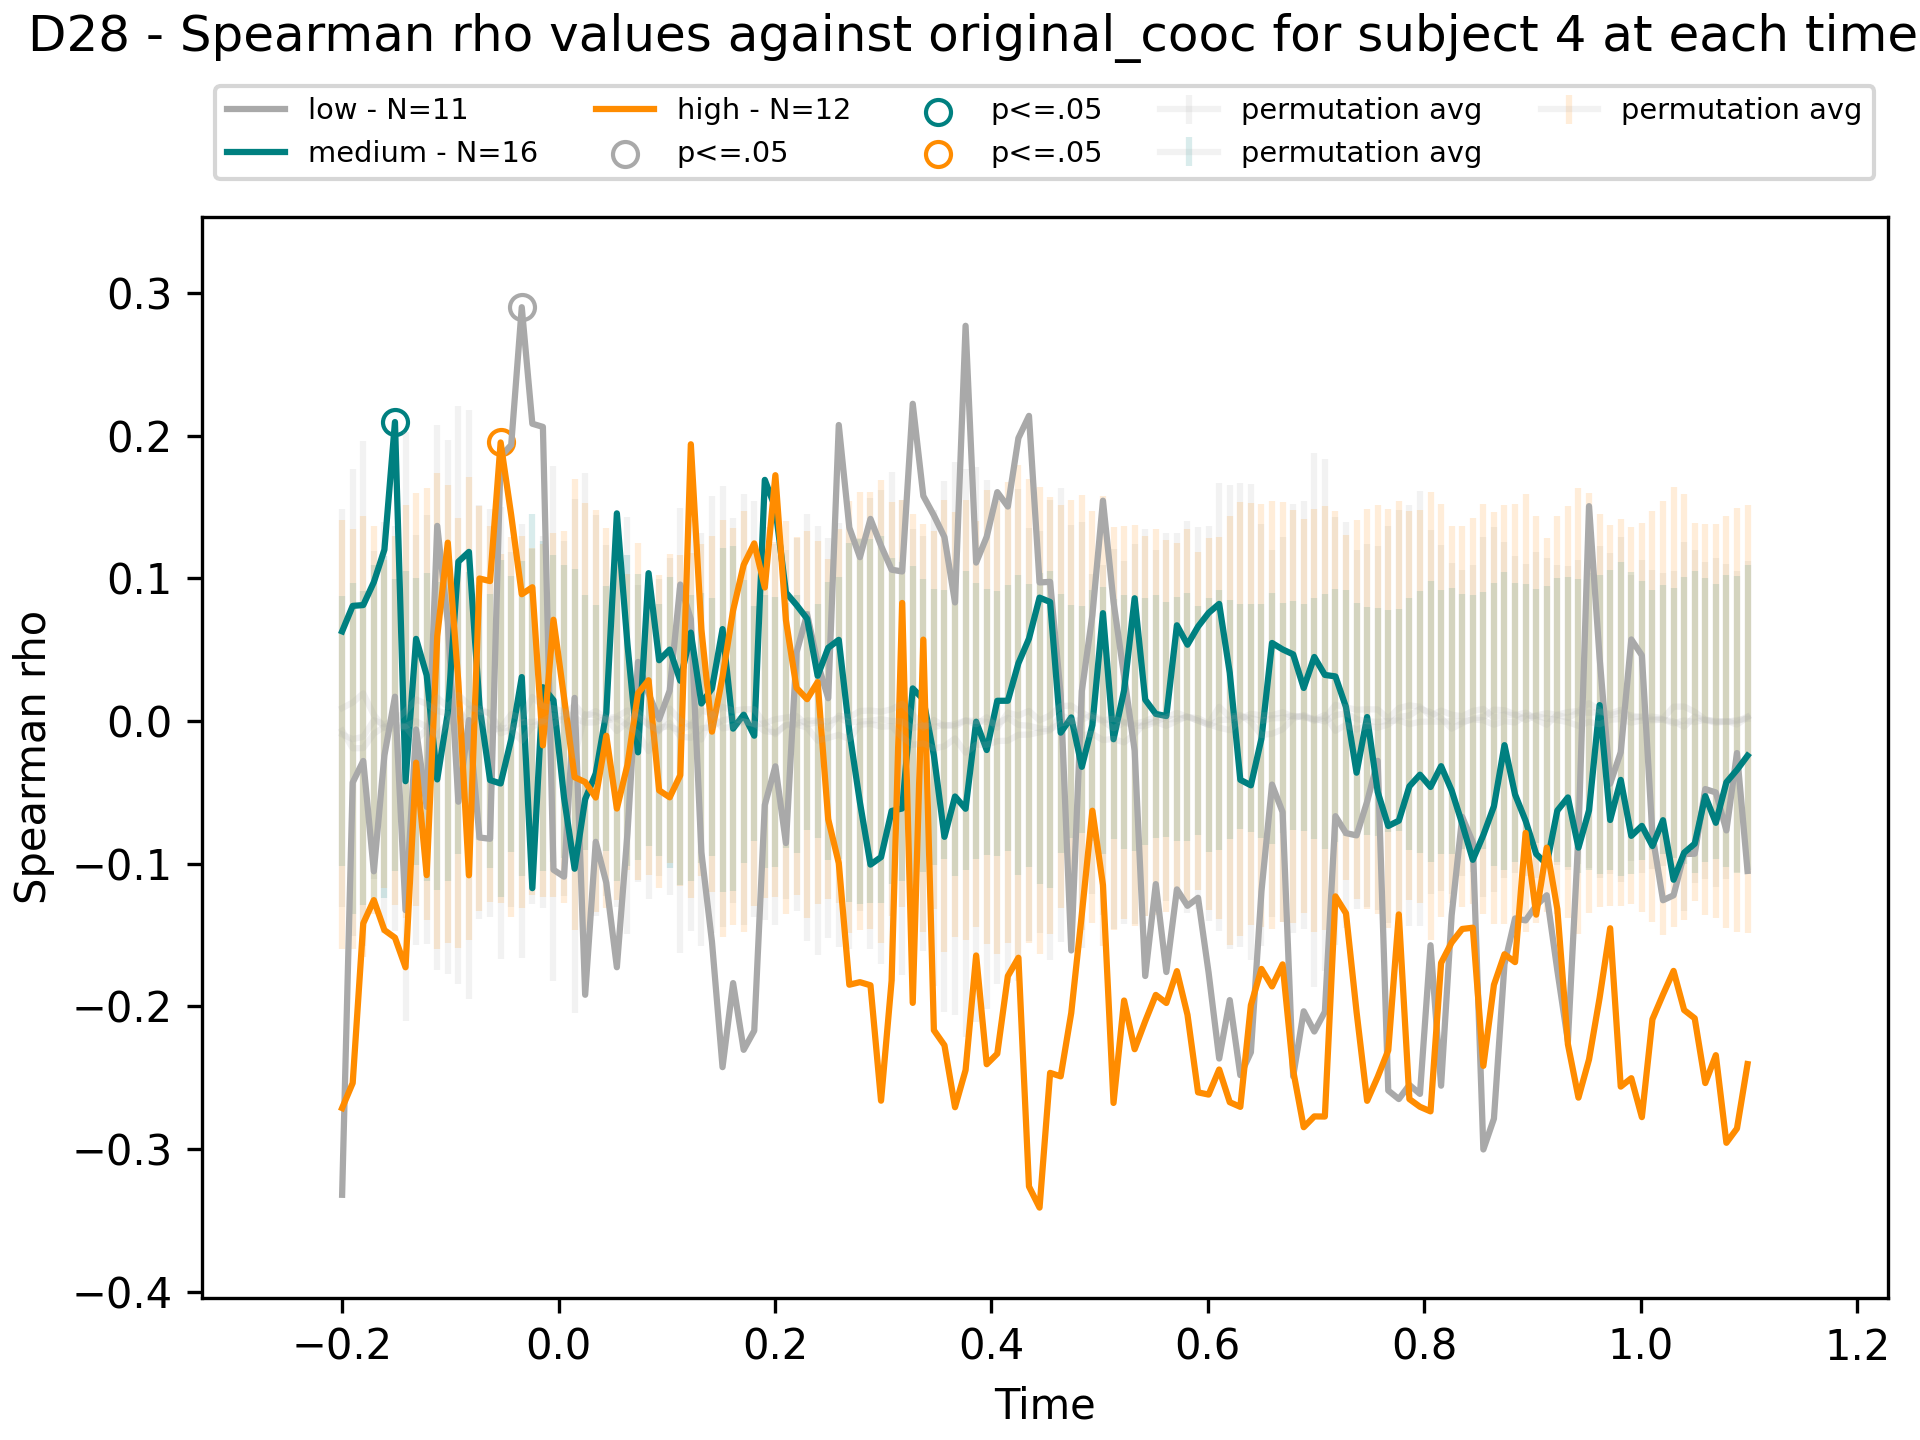 D28 - Spearman rho values against original_cooc for subject 4 at each time
low - N=11 high - N=12 p<=.05 permutation avg permutation avg
medium - N=16 p<=.05 p<=.05 permutation avg
Spearman rho
0.3
0.2
0.1
0.0
−0.1
−0.2
−0.3
−0.4
−0.2 0.0 0.2 0.4 0.6 0.8 1.0 1.2
Time